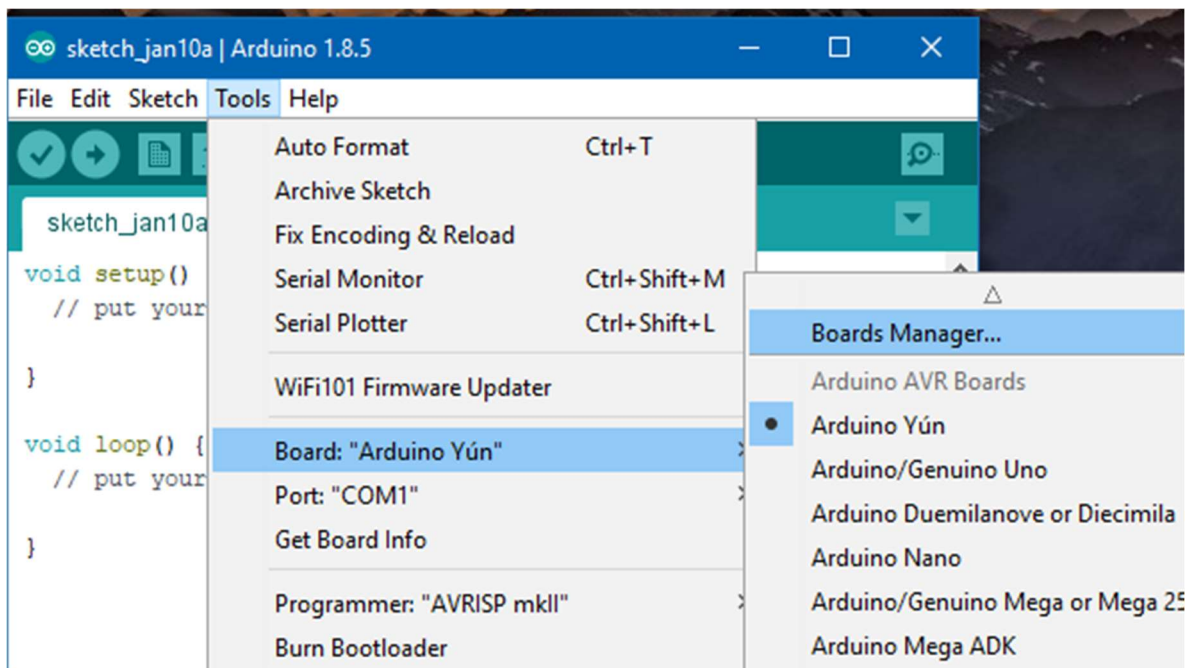 sketch_jan10a | Arduino 1.8.5
File Edit Sketch Tools Help
sketch_jan10a
void setup()
// put your
}
void loop() {
// put your
}
Auto Format Ctrl+T
Archive Sketch
Fix Encoding & Reload
Serial Monitor Ctrl+Shift+M
Serial Plotter Ctrl+Shift+L
WiFi101 Firmware Updater
Board: "Arduino Yún"
Port: "COM1"
Get Board Info
Programmer: "AVRISP mkII"
Burn Bootloader
Boards Manager...
Arduino AVR Boards
Arduino Yún
Arduino/Genuino Uno
Arduino Duemilanove or Diecimila
Arduino Nano
Arduino/Genuino Mega or Mega 25
Arduino Mega ADK